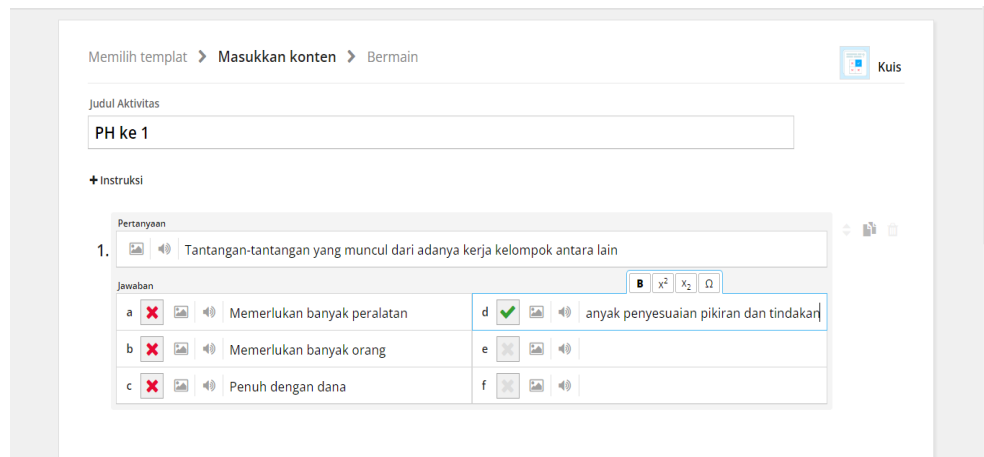 Memilih templat > Masukkan konten > Bermain
Kuis
Judul Aktivitas
PH ke 1
+ Instruksi
Pertanyaan
1. Tantangan-tantangan yang muncul dari adanya kerja kelompok antara lain
Jawaban
B x² x₂ Ω
a Memerlukan banyak peralatan
d anyak penyesuaian pikiran dan tindakan
b Memerlukan banyak orang
e
c Penuh dengan dana
f